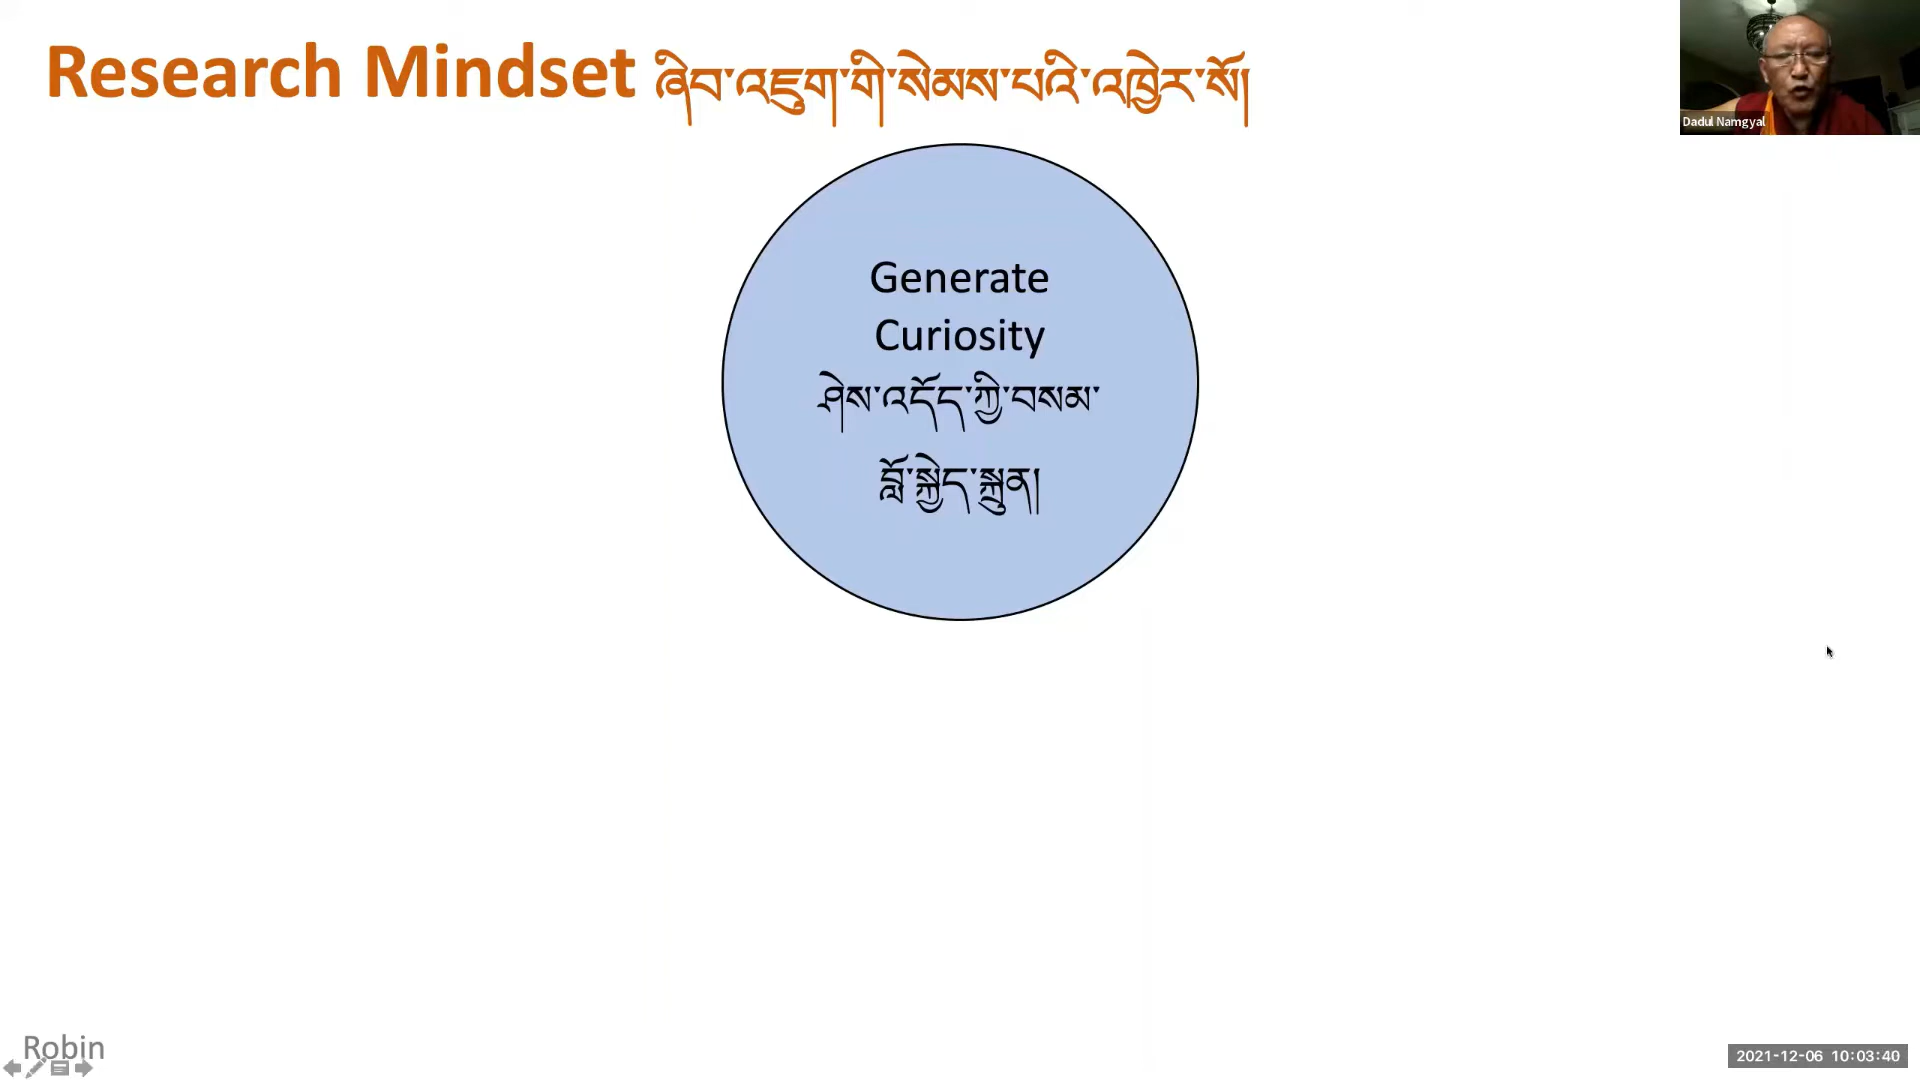 Research Mindset ཞིབ་འཇུག་གི་སེམས་པའི་འཁྱེར་སོ།
Dadul Namgyal
Generate
Curiosity
ཤེས་འདོད་ཀྱི་བསམ་
བློ་སྐྱེད་སྐྲུན།
Robin
2021-12-06 10:03:40